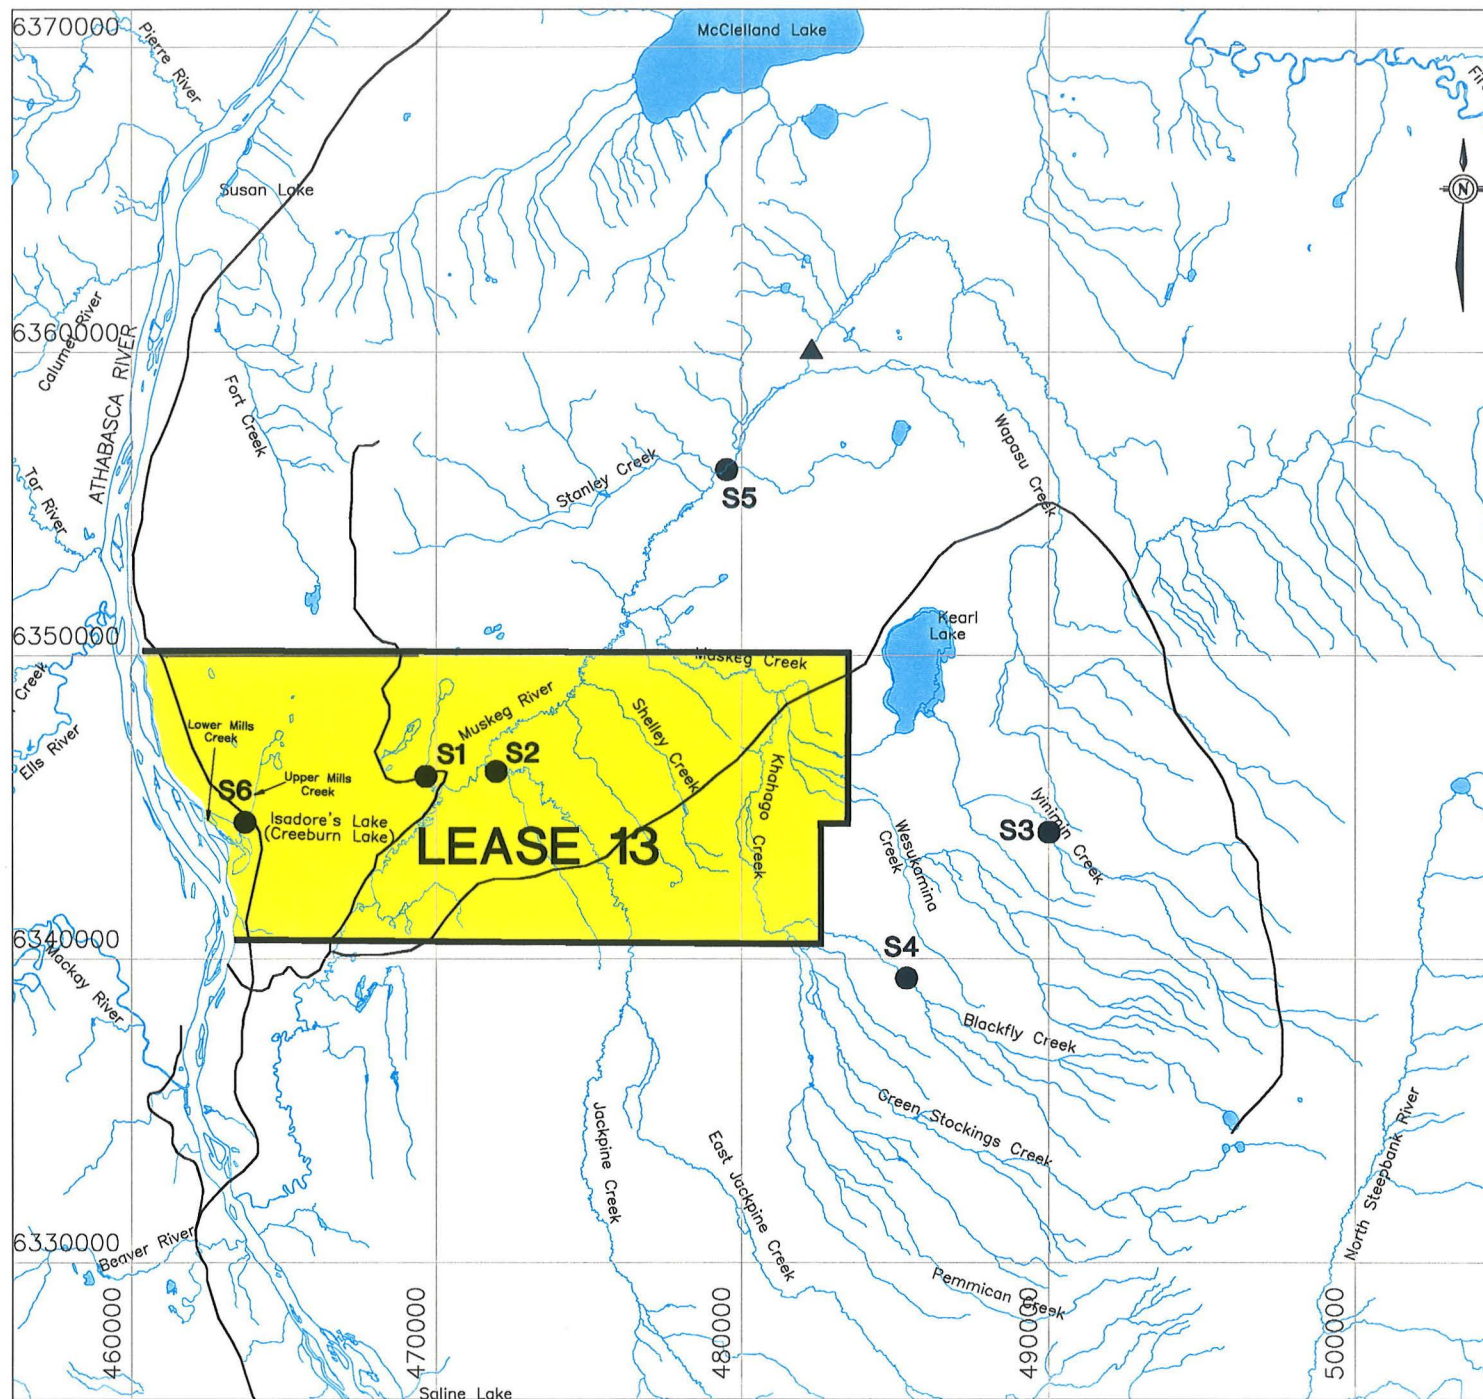 6370000
Pierre River
McClelland Lake
N
Susan Lake
Calumet River
6360000
ATHABASCA RIVER
Fort Creek
Wapasu Creek
Tar River
Stanley Creek
S5
Kearl
Lake
6350000
Muskeg Creek
Creek
Ells River
Muskeg River
Shelley Creek
Lower Mills
Creek
S1
S2
Khahago Creek
Upper Mills
Creek
S6
Isadore's Lake
(Creeburn Lake)
LEASE 13
Iyinimin Creek
S3
Wesukamina
Creek
6340000
Mackay River
S4
Blackfly Creek
Green Stockings Creek
Jackpine Creek
East Jackpine Creek
North Steepbank River
6330000
Beaver River
Pemmican Creek
460000
470000
480000
490000
500000
Saline Lake